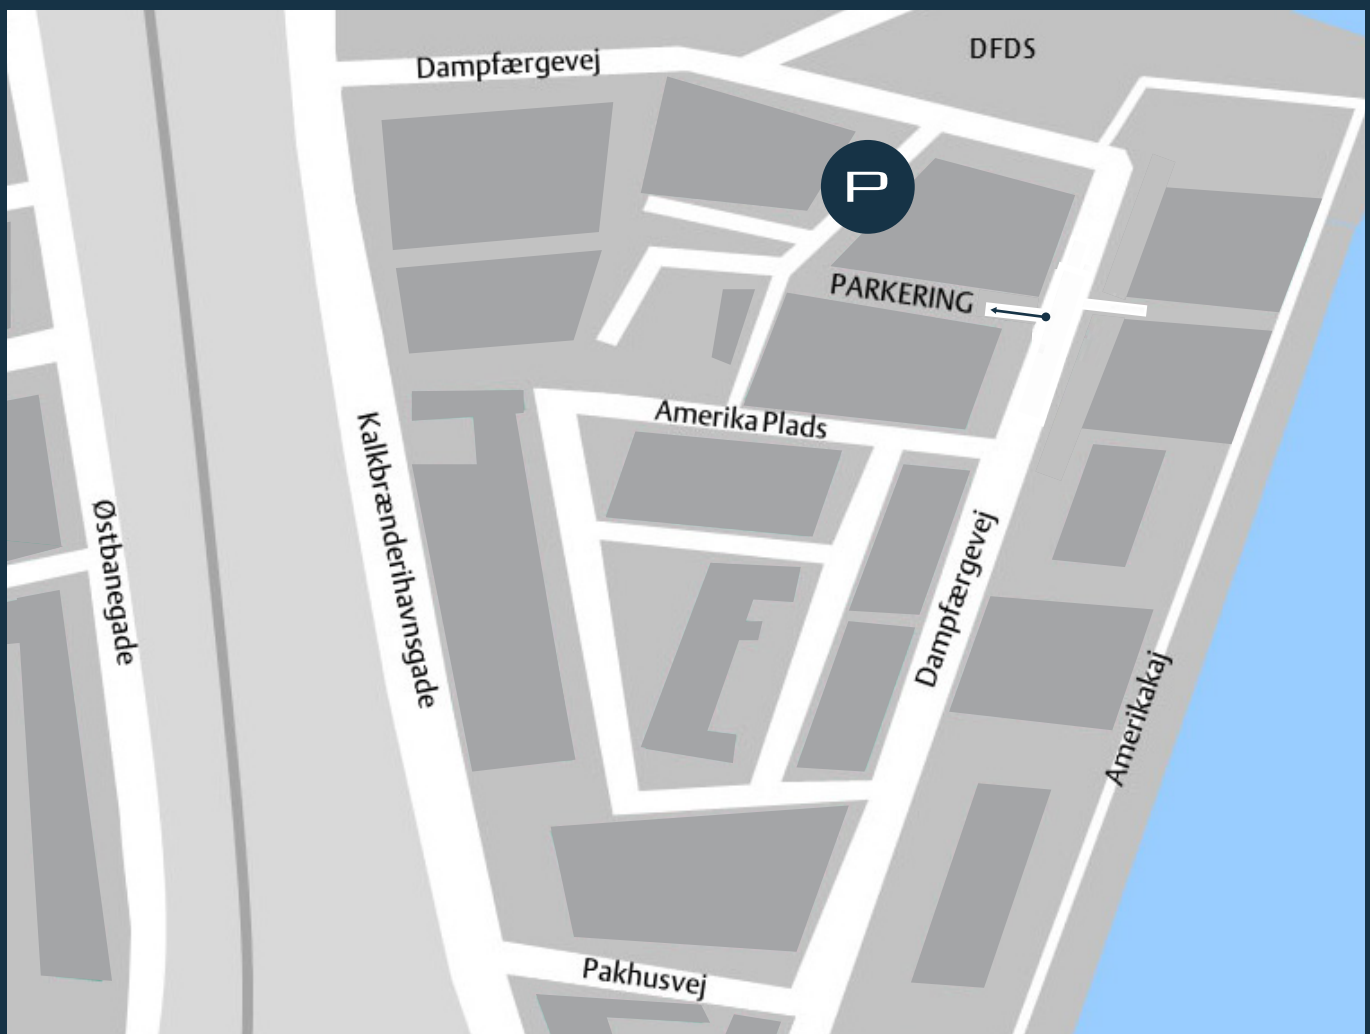 DFDS
Dampfærgevej
P
PARKERING
Amerika Plads
Kalkbrænderihavnsgade
Østbanegade
Dampfærgevej
Amerikakaj
Pakhusvej